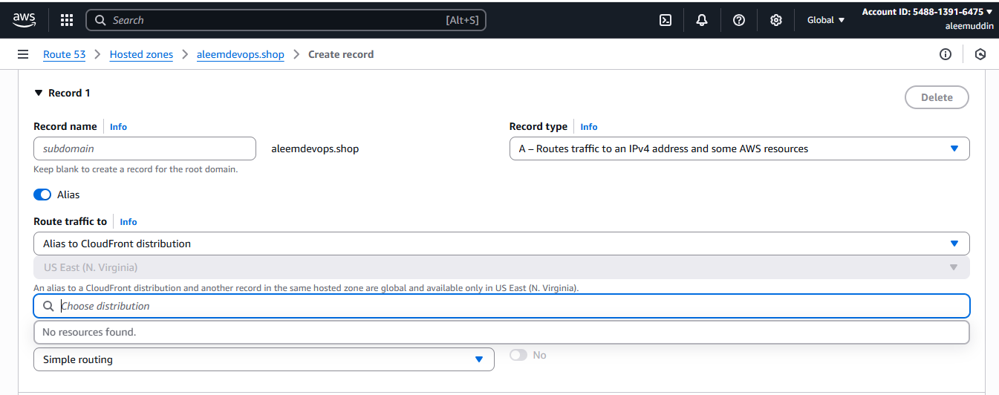 aws
Search [Alt+S]
Global
Account ID: 5488-1391-6475
aleemuddin
Route 53 > Hosted zones > aleemdevops.shop > Create record
Record 1
Delete
Record name Info
Record type Info
subdomain aleemdevops.shop
A – Routes traffic to an IPv4 address and some AWS resources
Keep blank to create a record for the root domain.
Alias
Route traffic to Info
Alias to CloudFront distribution
US East (N. Virginia)
An alias to a CloudFront distribution and another record in the same hosted zone are global and available only in US East (N. Virginia).
Choose distribution
No resources found.
Simple routing
No